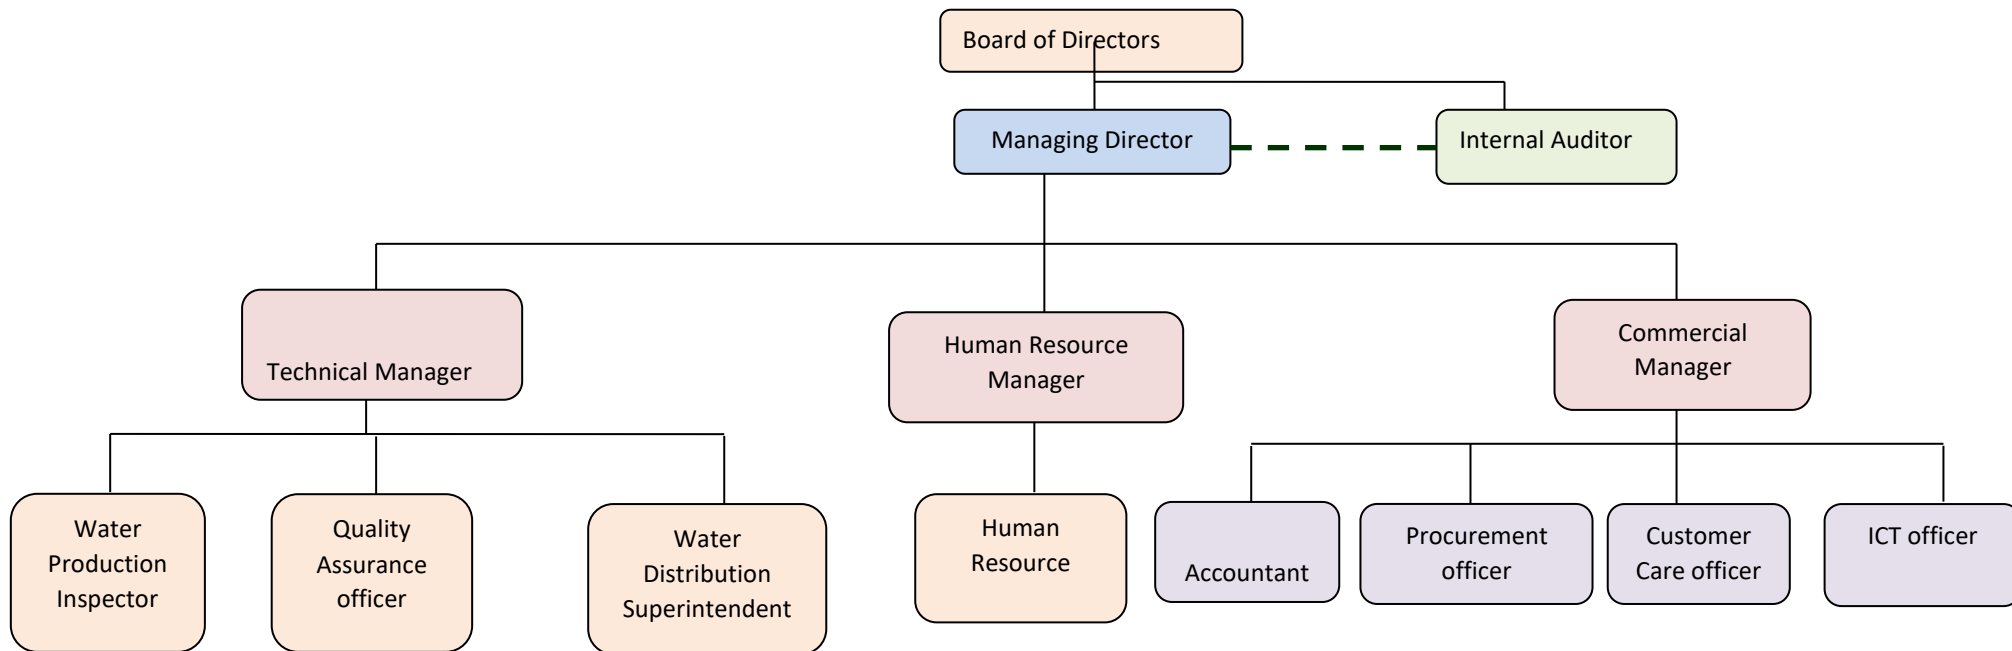 Board of Directors
Managing Director
Internal Auditor
Technical Manager
Human Resource
Manager
Commercial
Manager
Water
Production
Inspector
Quality
Assurance
officer
Water
Distribution
Superintendent
Human
Resource
Accountant
Procurement
officer
Customer
Care officer
ICT officer